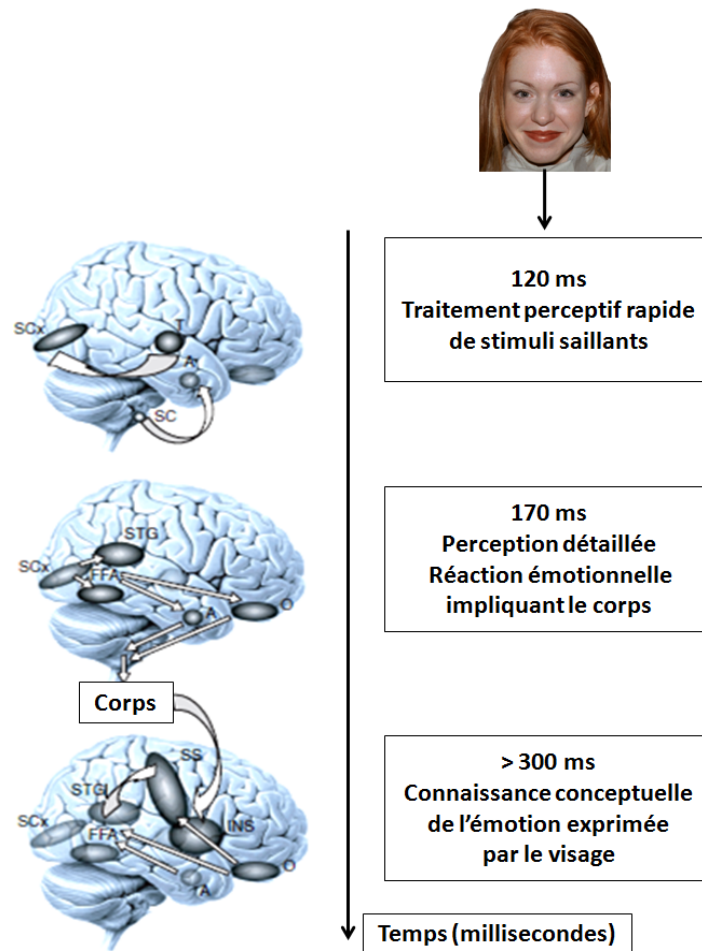 120 ms
Traitement perceptif rapide
de stimuli saillants
SCx
T
A
SC
170 ms
Perception détaillée
Réaction émotionnelle
impliquant le corps
STG
SCx
FFA
A
O
Corps
> 300 ms
Connaissance conceptuelle
de l'émotion exprimée
par le visage
SS
STG
SCx
FFA
INS
A
O
Temps (millisecondes)